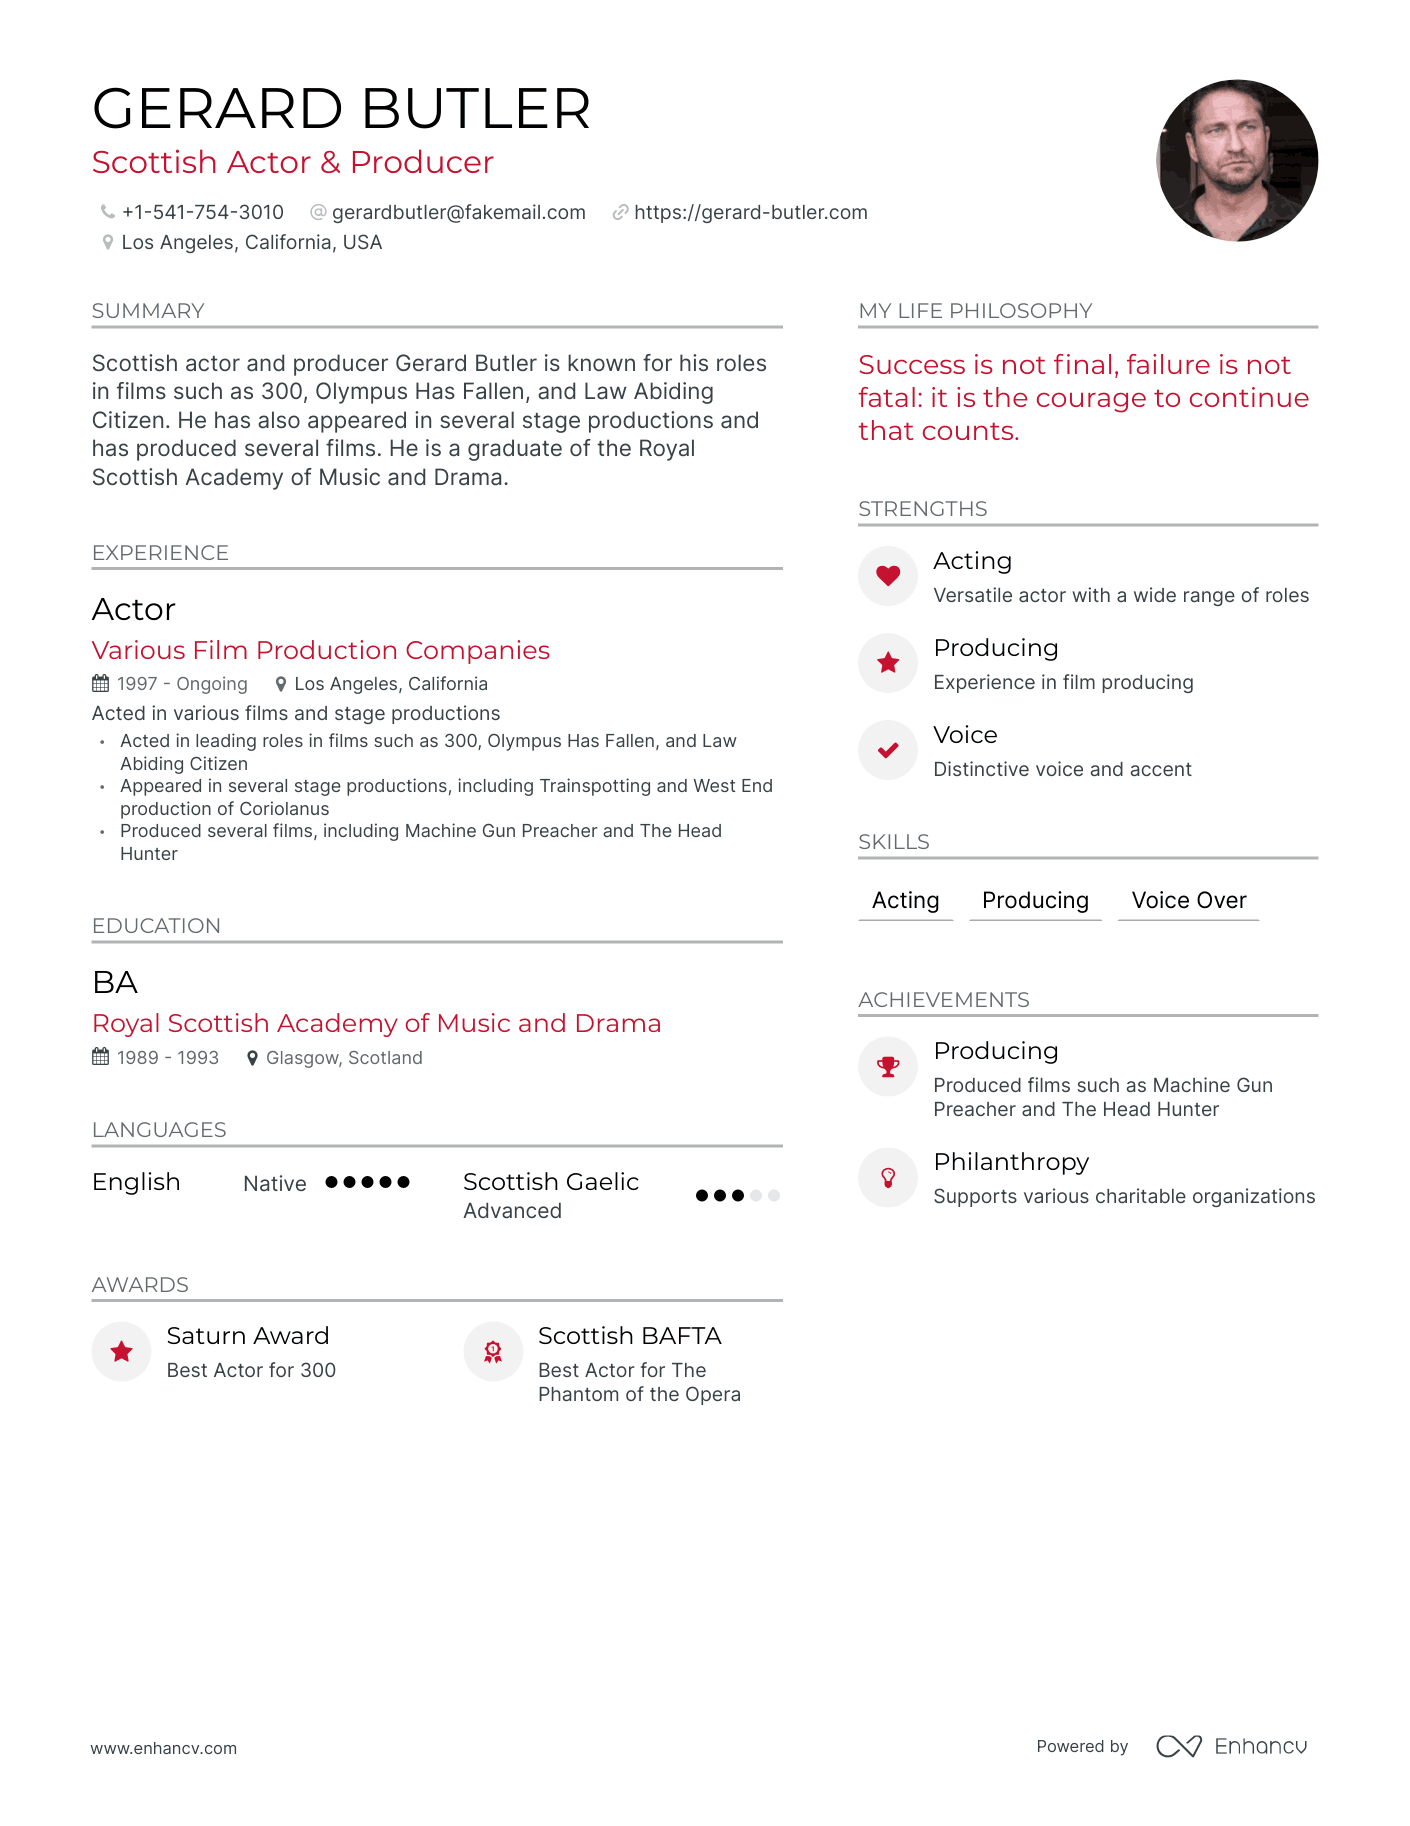 GERARD BUTLER
Scottish Actor & Producer
+1-541-754-3010 gerardbutler@fakemail.com https://gerard-butler.com
Los Angeles, California, USA
SUMMARY
Scottish actor and producer Gerard Butler is known for his roles
in films such as 300, Olympus Has Fallen, and Law Abiding
Citizen. He has also appeared in several stage productions and
has produced several films. He is a graduate of the Royal
Scottish Academy of Music and Drama.
EXPERIENCE
Actor
Various Film Production Companies
1997 - Ongoing Los Angeles, California
Acted in various films and stage productions
• Acted in leading roles in films such as 300, Olympus Has Fallen, and Law
Abiding Citizen
• Appeared in several stage productions, including Trainspotting and West End
production of Coriolanus
• Produced several films, including Machine Gun Preacher and The Head
Hunter
EDUCATION
BA
Royal Scottish Academy of Music and Drama
1989 - 1993 Glasgow, Scotland
LANGUAGES
English Native
Scottish Gaelic
Advanced
AWARDS
Saturn Award
Best Actor for 300
Scottish BAFTA
Best Actor for The
Phantom of the Opera
MY LIFE PHILOSOPHY
Success is not final, failure is not
fatal: it is the courage to continue
that counts.
STRENGTHS
Acting
Versatile actor with a wide range of roles
Producing
Experience in film producing
Voice
Distinctive voice and accent
SKILLS
Acting Producing Voice Over
ACHIEVEMENTS
Producing
Produced films such as Machine Gun
Preacher and The Head Hunter
Philanthropy
Supports various charitable organizations
www.enhancv.com
Powered by Enhancv